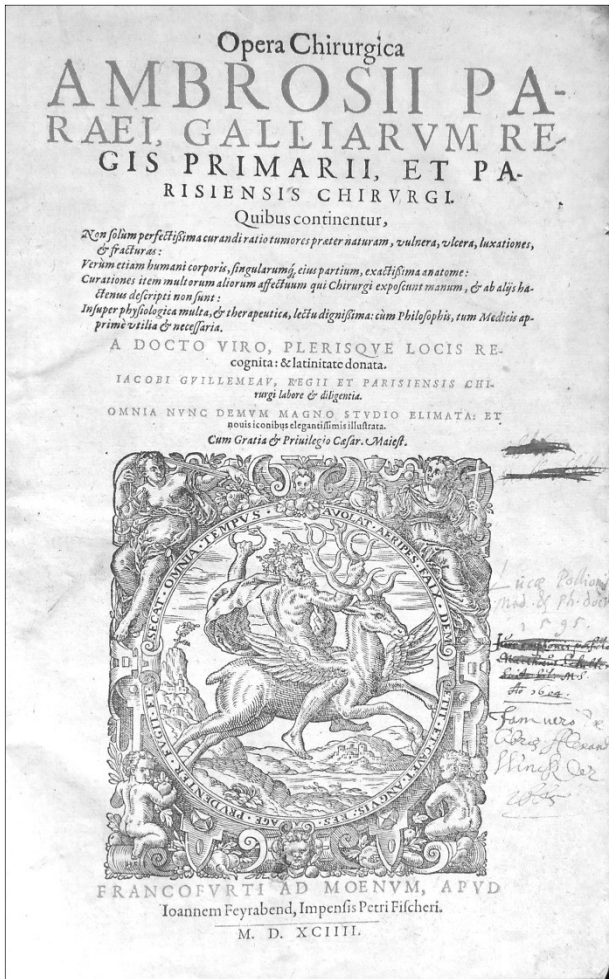 Opera Chirurgica
AMBROSII PA-
RAEI, GALLIARVM RE-
GIS PRIMARII, ET PA-
RISIENSIS CHIRVRGI.
Quibus continentur,
Non ſolùm perfectiſſima curandi ratio tumores præter naturam, vulnera, vlcera, luxationes,
& fracturas:
Verùm etiam humani corporis, ſingularumq; eius partium, exactiſſima anatome:
Curationes item multorum aliorum affectuum qui Chirurgi expoſcunt manum, & ab alijs ha-
ctenus deſcripti non ſunt:
Inſuper phyſiologica multa, & therapeutica, lectu digniſſima: cùm Philoſophis, tum Medicis ap-
primè vtilia & neceſſaria.
A DOCTO VIRO, PLERISQVE LOCIS RE-
cognita: & latinitate donata.
IACOBI GVILLEMEAV, REGII ET PARISIENSIS CHI-
rurgi labore & diligentia.
OMNIA NVNC DEMVM MAGNO STVDIO ELIMATA: ET
nouis iconibus elegantiſſimis illuſtrata.
Cum Gratia & Priuilegio Cæſar. Maieſt.
SECAT · OMNIA · TEMPVS · AVOLAT · AERIPES ·
FVGIT · ET · AGE · PRVDENTER · ANGVIS ·
Med. & Ph.
1595.
Ao 1604.
FRANCOFVRTI AD MOENVM, APVD
Ioannem Feyrabend, Impenſis Petri Fiſcheri.
M. D. XCIIII.